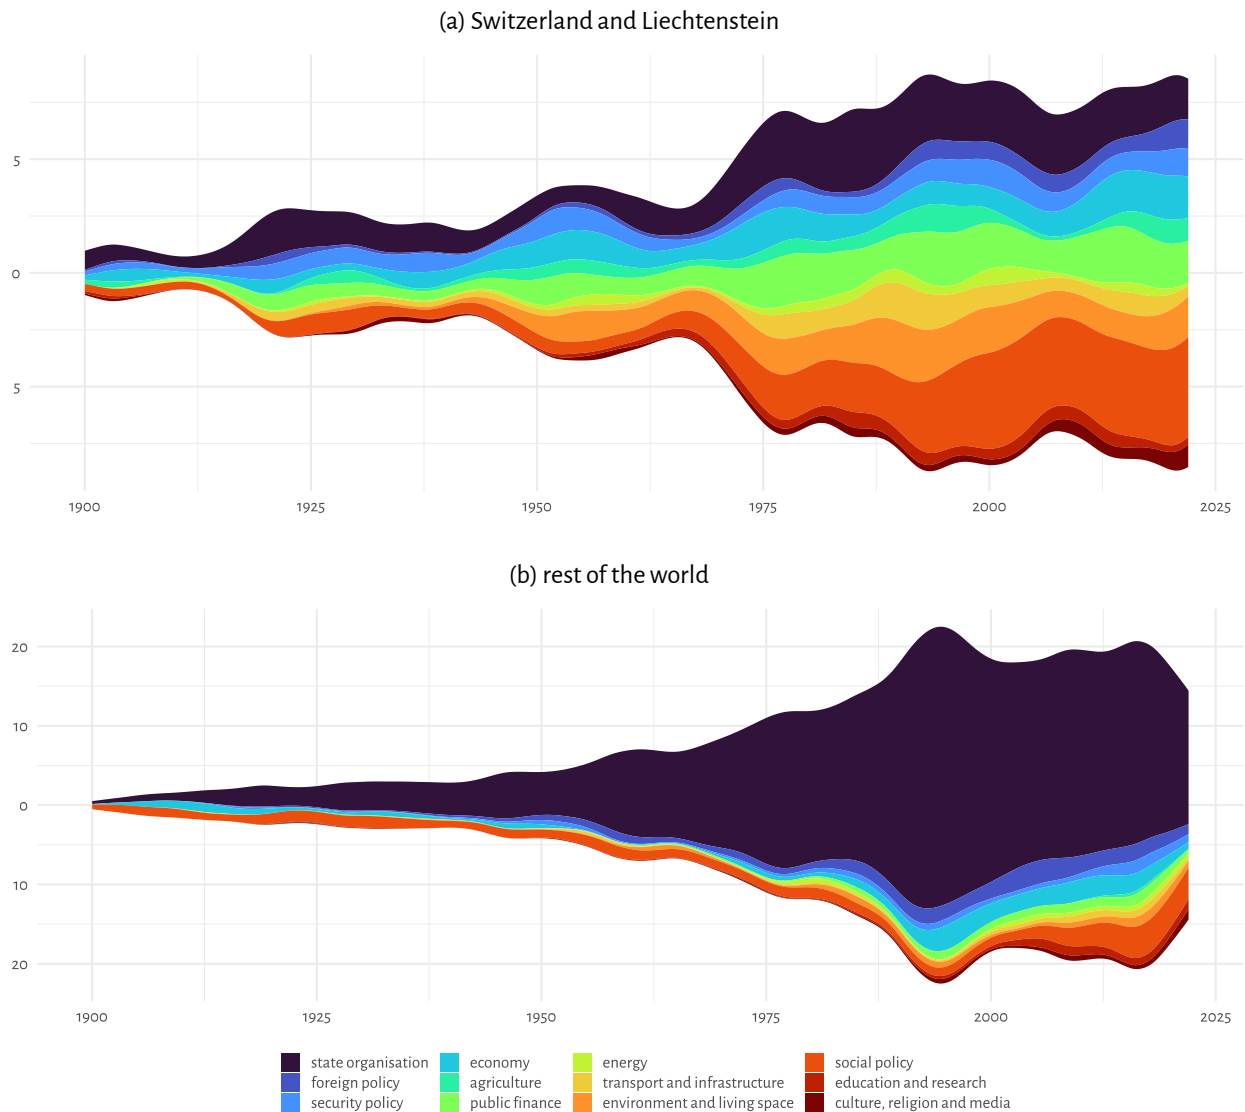 (a) Switzerland and Liechtenstein
5
0
5
1900 1925 1950 1975 2000 2025
(b) rest of the world
20
10
0
10
20
1900 1925 1950 1975 2000 2025
state organisation economy energy social policy
foreign policy agriculture transport and infrastructure education and research
security policy public finance environment and living space culture, religion and media